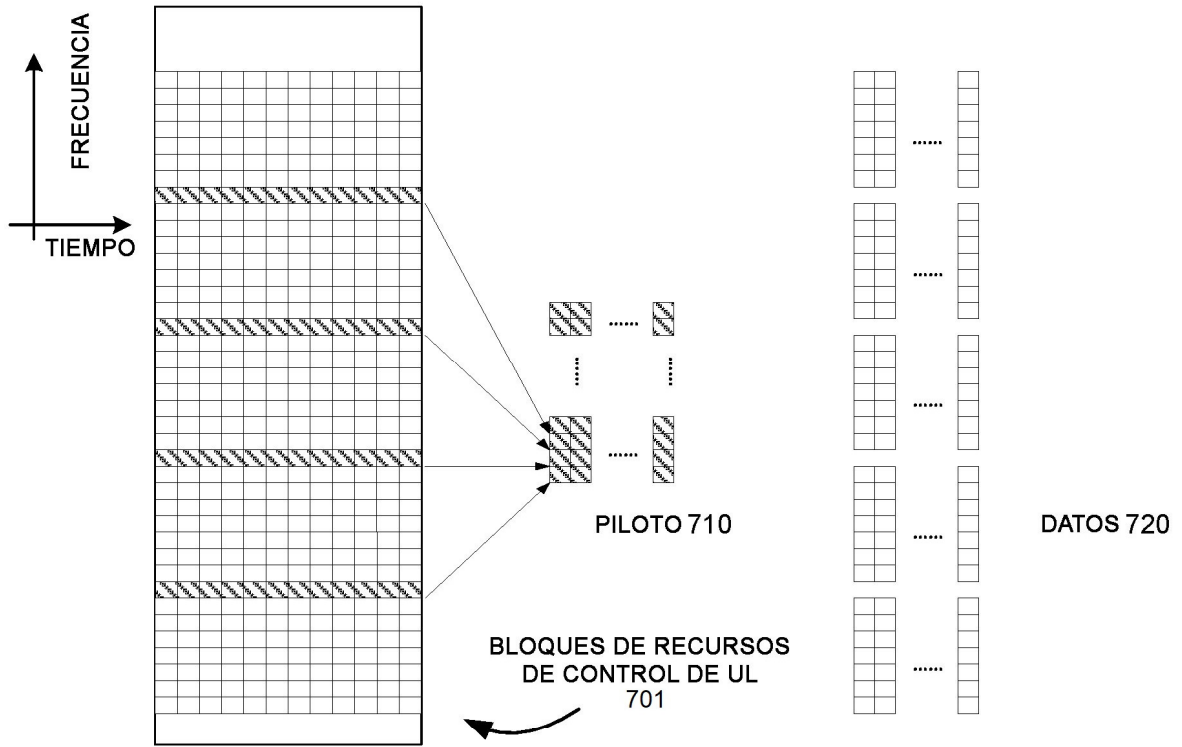 FRECUENCIA
TIEMPO
......
......
......
......
PILOTO 710
......
......
......
......
......
DATOS 720
BLOQUES DE RECURSOS
DE CONTROL DE UL
701